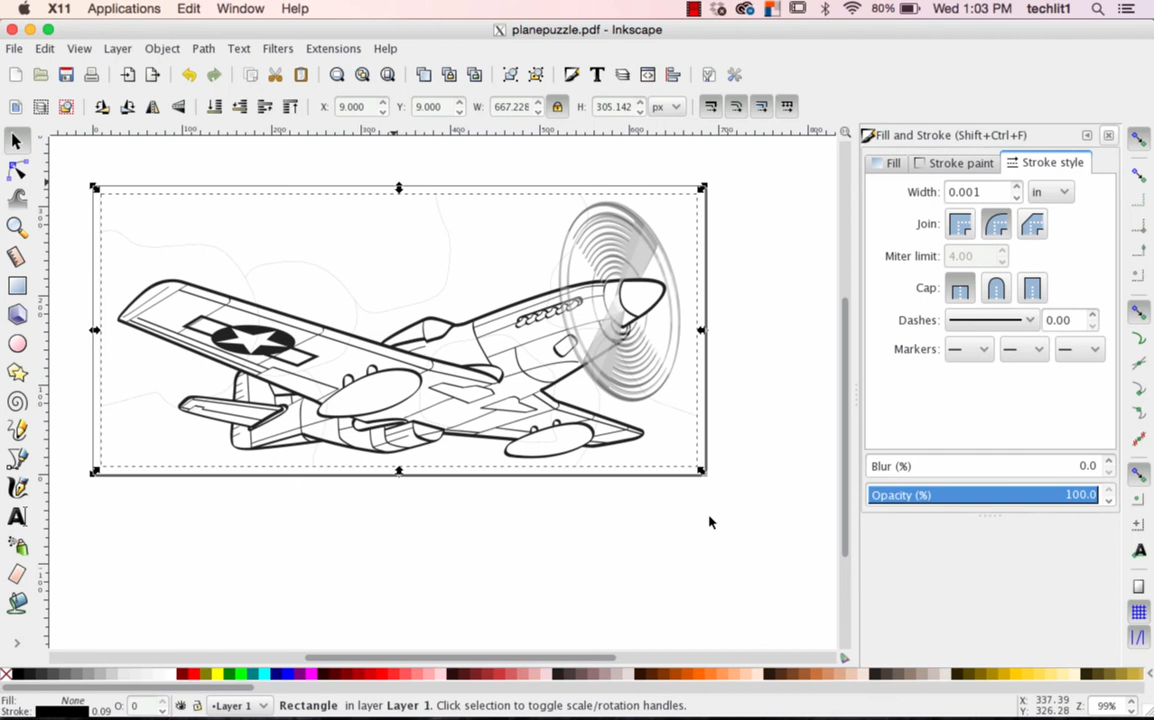 X11 Applications Edit Window Help 80% Wed 1:03 PM techlit1
planepuzzle.pdf - Inkscape
File Edit View Layer Object Path Text Filters Extensions Help
X: 9.000 Y: 9.000 W: 667.228 H: 305.142 px
Fill and Stroke (Shift+Ctrl+F)
Fill Stroke paint Stroke style
Width: 0.001 in
Join:
Miter limit: 4.00
Cap:
Dashes: 0.00
Markers:
Blur (%) 0.0
Opacity (%) 100.0
Fill: None
Stroke: 0.09
O: 0
Layer 1
Rectangle in layer Layer 1. Click selection to toggle scale/rotation handles.
X: 337.39
Y: 326.28
Z: 99%